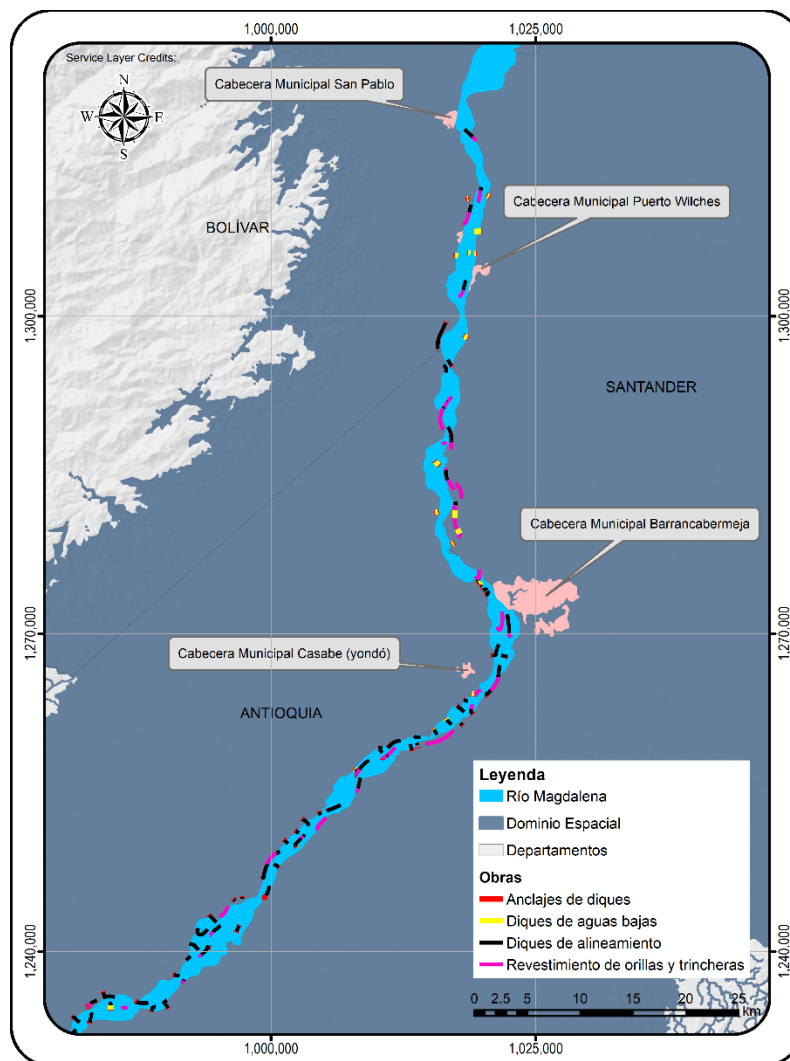 1,000,000
1,025,000
Service Layer Credits:
N
W
E
S
Cabecera Municipal San Pablo
BOLÍVAR
Cabecera Municipal Puerto Wilches
1,300,000
1,300,000
SANTANDER
Cabecera Municipal Barrancabermeja
1,270,000
1,270,000
Cabecera Municipal Casabe (yondó)
ANTIOQUIA
Leyenda
Río Magdalena
Dominio Espacial
Departamentos
Obras
Anclajes de diques
Diques de aguas bajas
Diques de alineamiento
Revestimiento de orillas y trincheras
1,240,000
1,240,000
0 2.5 5 10 15 20 25
km
1,000,000
1,025,000